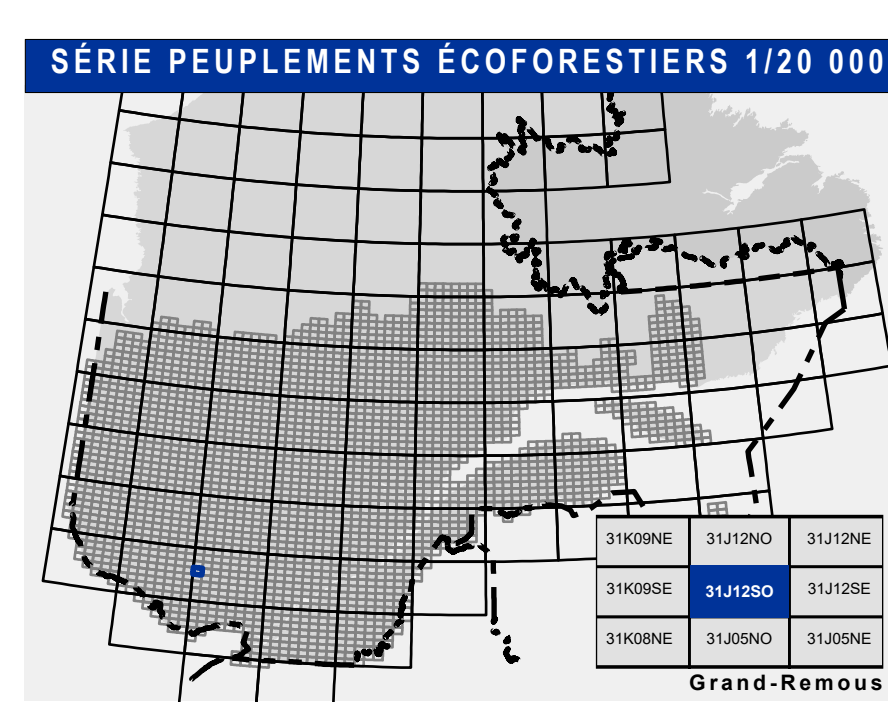 SÉRIE PEUPLEMENTS ÉCOFORESTIERS 1/20 000
31K09NE 31J12NO 31J12NE
31K09SE 31J12SO 31J12SE
31K08NE 31J05NO 31J05NE
Grand-Remous